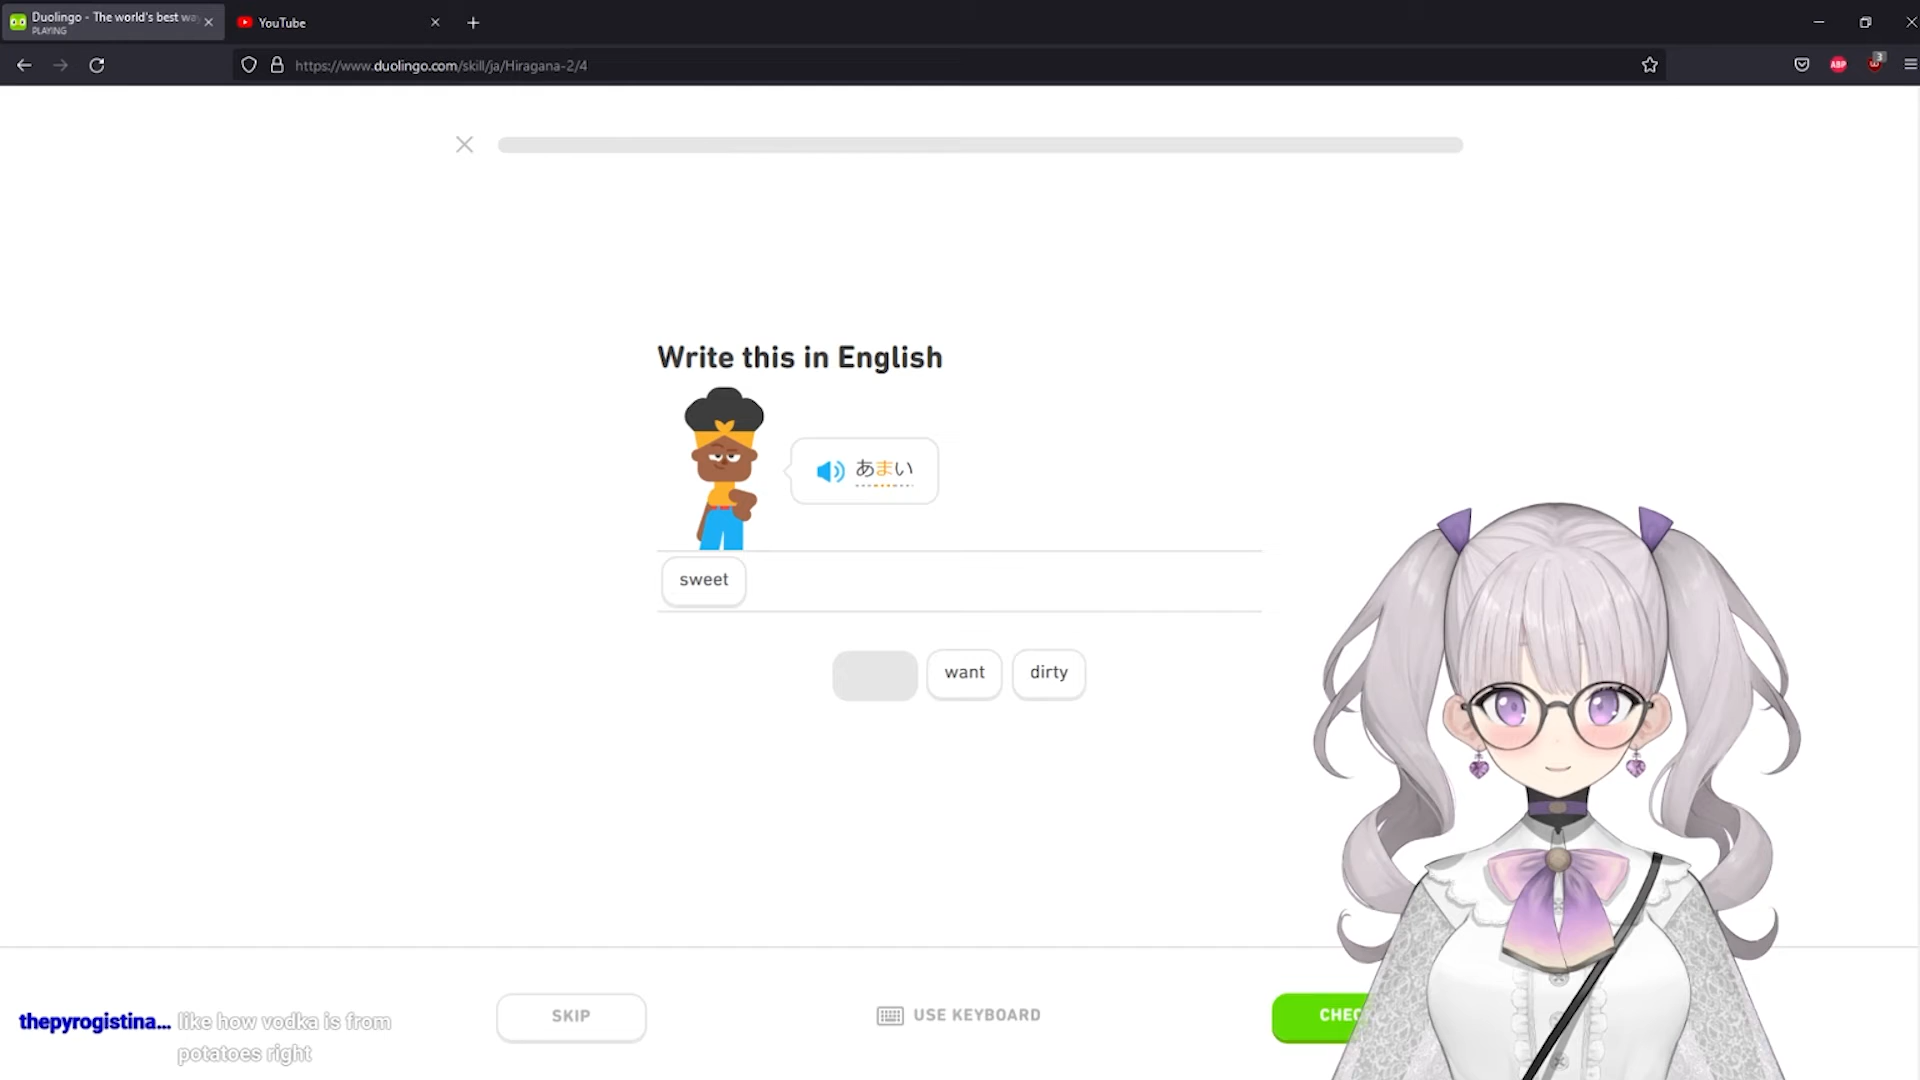 Duolingo - The world's best wa
PLAYING
YouTube
https://www.duolingo.com/skill/ja/Hiragana-2/4
ABP
3
Write this in English
あまい
sweet
want
dirty
thepyrogistina... like how vodka is from
potatoes right
SKIP
USE KEYBOARD
CHEC